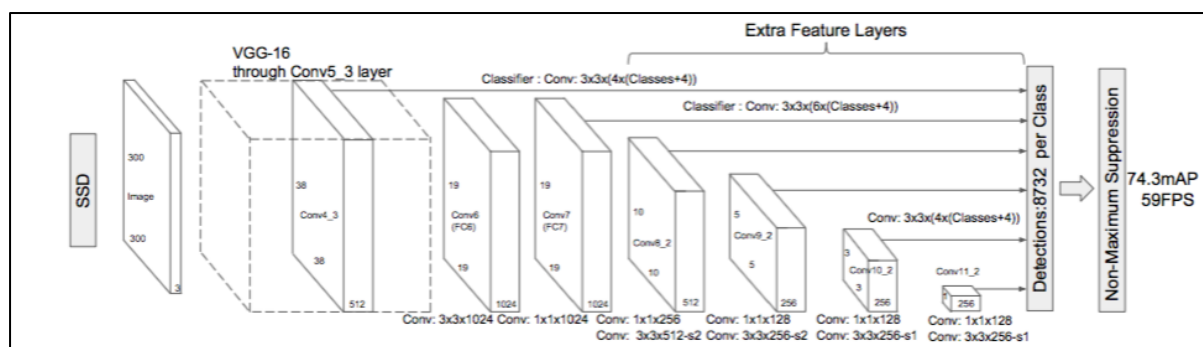 Extra Feature Layers
VGG-16
through Conv5_3 layer
Classifier : Conv: 3x3x(4x(Classes+4))
Classifier : Conv: 3x3x(6x(Classes+4))
SSD
300
Image
300
3
38
Conv4_3
38
512
19
Conv6
(FC6)
19
1024
19
Conv7
(FC7)
19
1024
10
Conv8_2
10
512
5
Conv9_2
5
256
Conv: 3x3x(4x(Classes+4))
3
Conv10_2
3
256
Conv11_2
256
Detections:8732 per Class
Non-Maximum Suppression
74.3mAP
59FPS
Conv: 3x3x1024
Conv: 1x1x1024
Conv: 1x1x256
Conv: 3x3x512-s2
Conv: 1x1x128
Conv: 3x3x256-s2
Conv: 1x1x128
Conv: 3x3x256-s1
Conv: 1x1x128
Conv: 3x3x256-s1